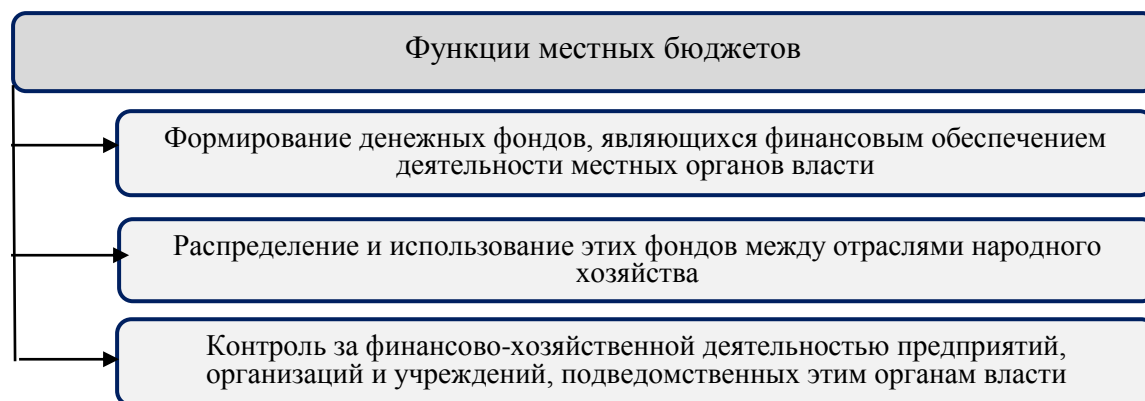 Функции местных бюджетов
Формирование денежных фондов, являющихся финансовым обеспечением
деятельности местных органов власти
Распределение и использование этих фондов между отраслями народного
хозяйства
Контроль за финансово-хозяйственной деятельностью предприятий,
организаций и учреждений, подведомственных этим органам власти